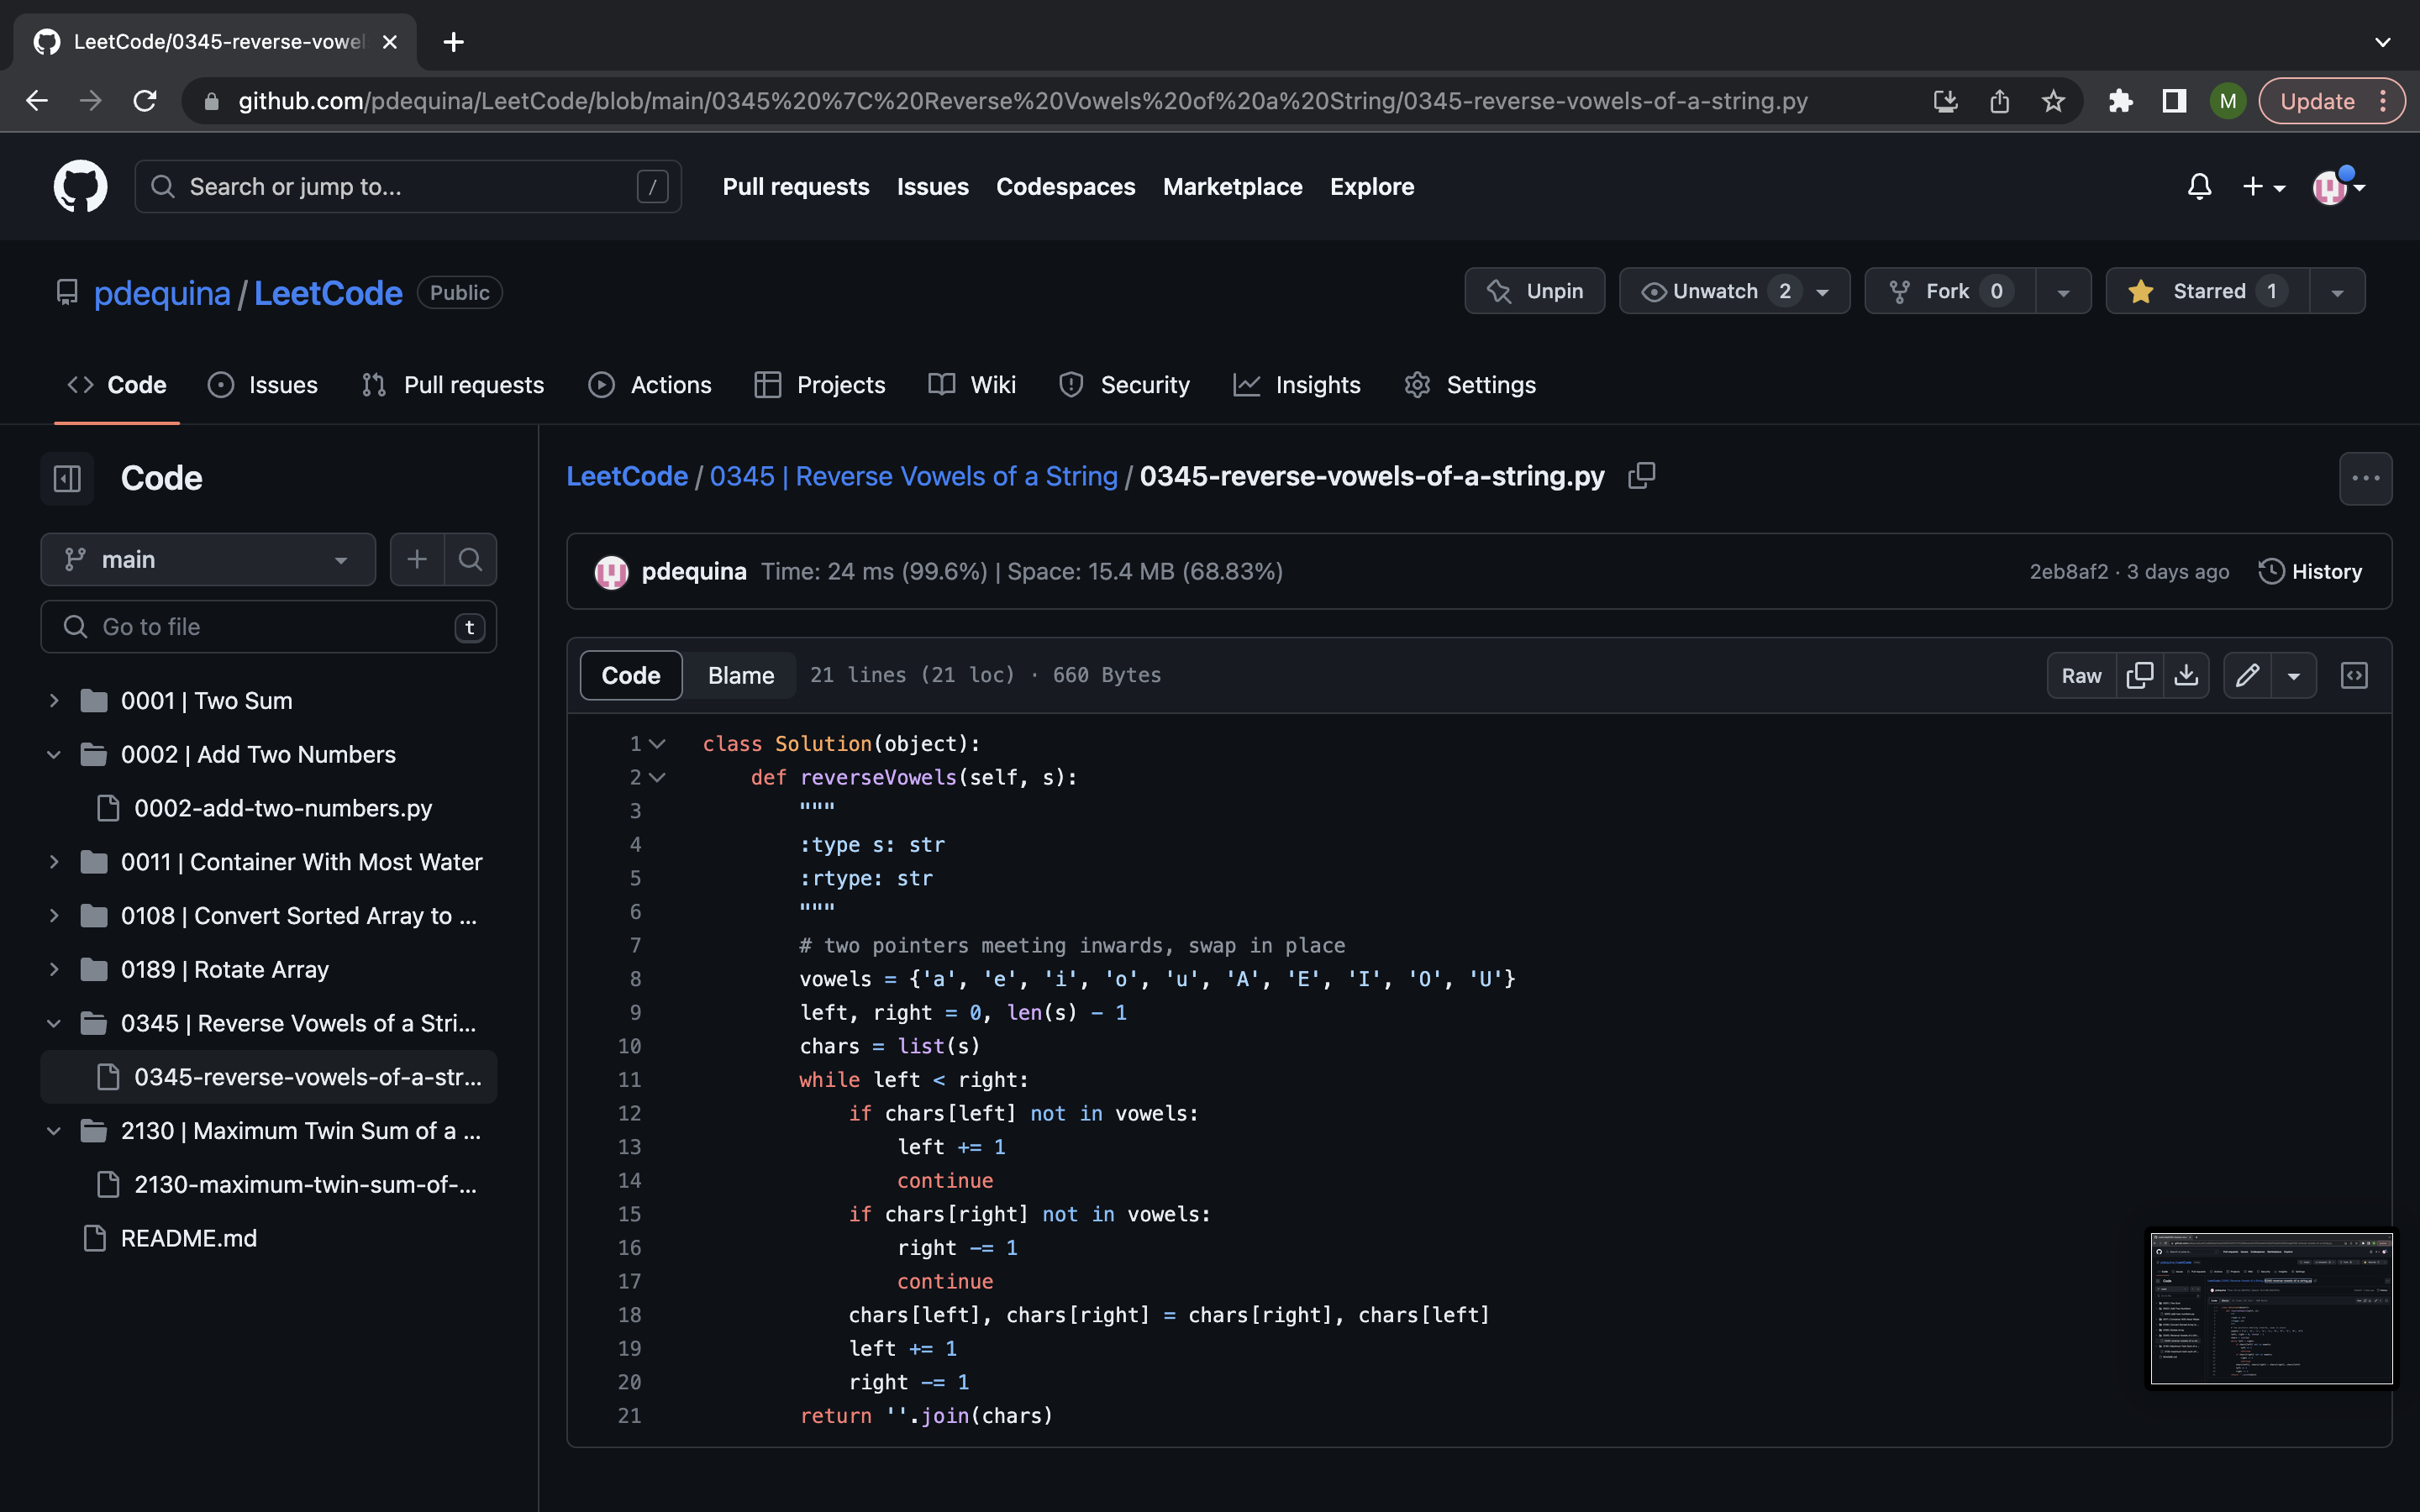 LeetCode/0345-reverse-vowel
github.com/pdequina/LeetCode/blob/main/0345%20%7C%20Reverse%20Vowels%20of%20a%20String/0345-reverse-vowels-of-a-string.py
M
Update
Search or jump to...
/
Pull requests
Issues
Codespaces
Marketplace
Explore
pdequina / LeetCode
Public
Unpin
Unwatch 2
Fork 0
Starred 1
Code
Issues
Pull requests
Actions
Projects
Wiki
Security
Insights
Settings
Code
main
Go to file
t
0001 | Two Sum
0002 | Add Two Numbers
0002-add-two-numbers.py
0011 | Container With Most Water
0108 | Convert Sorted Array to ...
0189 | Rotate Array
0345 | Reverse Vowels of a Stri...
0345-reverse-vowels-of-a-str...
2130 | Maximum Twin Sum of a ...
2130-maximum-twin-sum-of-...
README.md
LeetCode / 0345 | Reverse Vowels of a String / 0345-reverse-vowels-of-a-string.py
pdequina Time: 24 ms (99.6%) | Space: 15.4 MB (68.83%)
2eb8af2 · 3 days ago
History
Code
Blame
21 lines (21 loc) · 660 Bytes
Raw
1 class Solution(object):
2     def reverseVowels(self, s):
3         """
4         :type s: str
5         :rtype: str
6         """
7         # two pointers meeting inwards, swap in place
8         vowels = {'a', 'e', 'i', 'o', 'u', 'A', 'E', 'I', 'O', 'U'}
9         left, right = 0, len(s) - 1
10         chars = list(s)
11         while left < right:
12             if chars[left] not in vowels:
13                 left += 1
14                 continue
15             if chars[right] not in vowels:
16                 right -= 1
17                 continue
18             chars[left], chars[right] = chars[right], chars[left]
19             left += 1
20             right -= 1
21         return ''.join(chars)